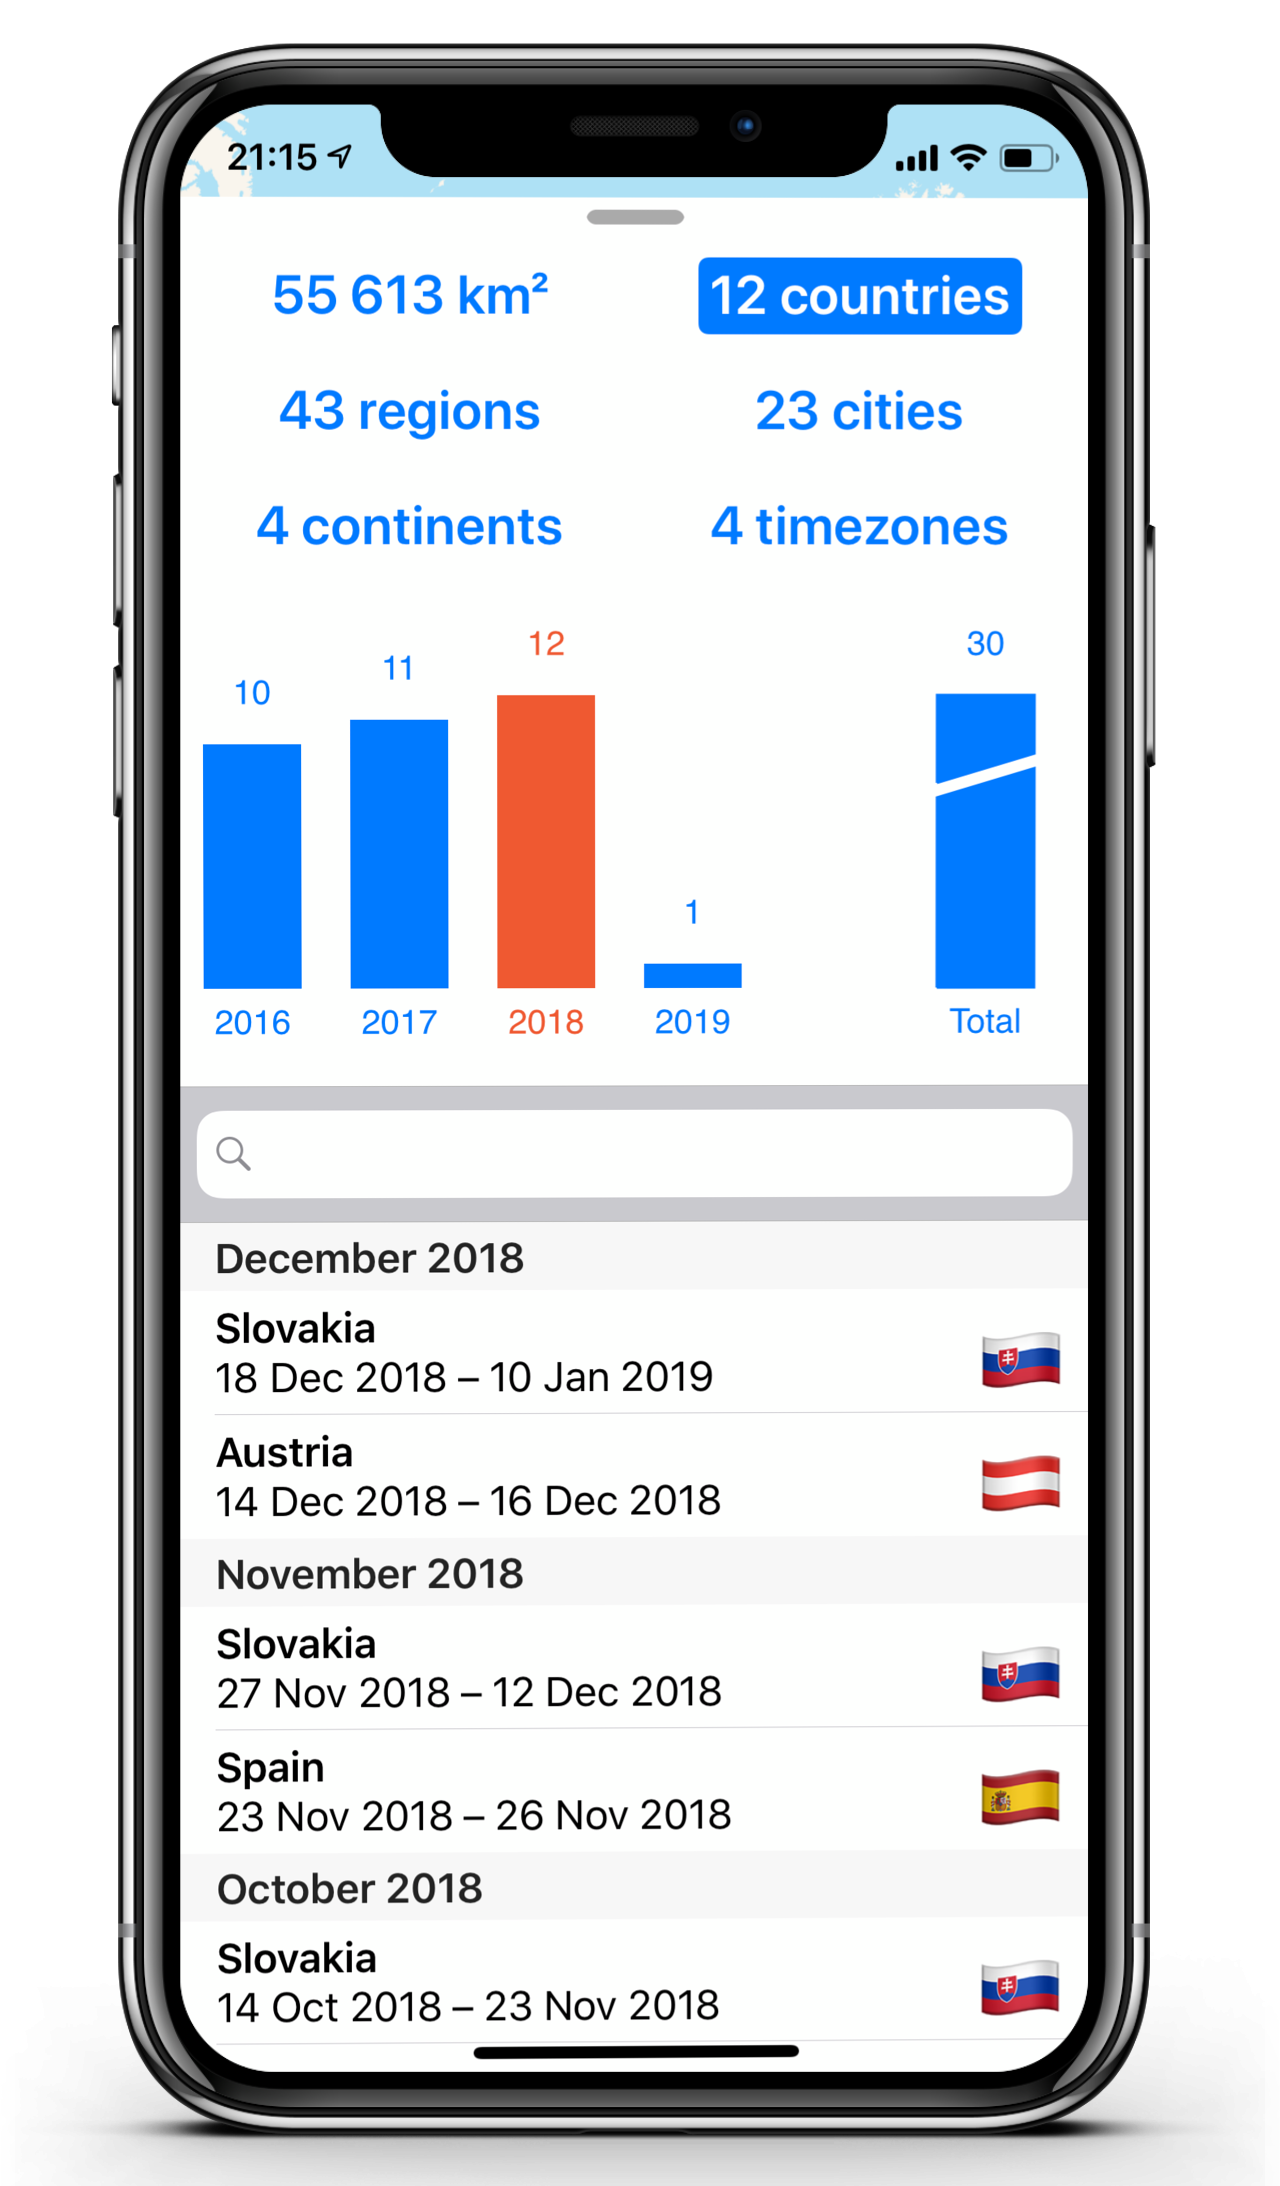 21:15
55 613 km²
12 countries
43 regions
23 cities
4 continents
4 timezones
10
11
12
1
30
2016
2017
2018
2019
Total
December 2018
Slovakia
18 Dec 2018 – 10 Jan 2019
Austria
14 Dec 2018 – 16 Dec 2018
November 2018
Slovakia
27 Nov 2018 – 12 Dec 2018
Spain
23 Nov 2018 – 26 Nov 2018
October 2018
Slovakia
14 Oct 2018 – 23 Nov 2018